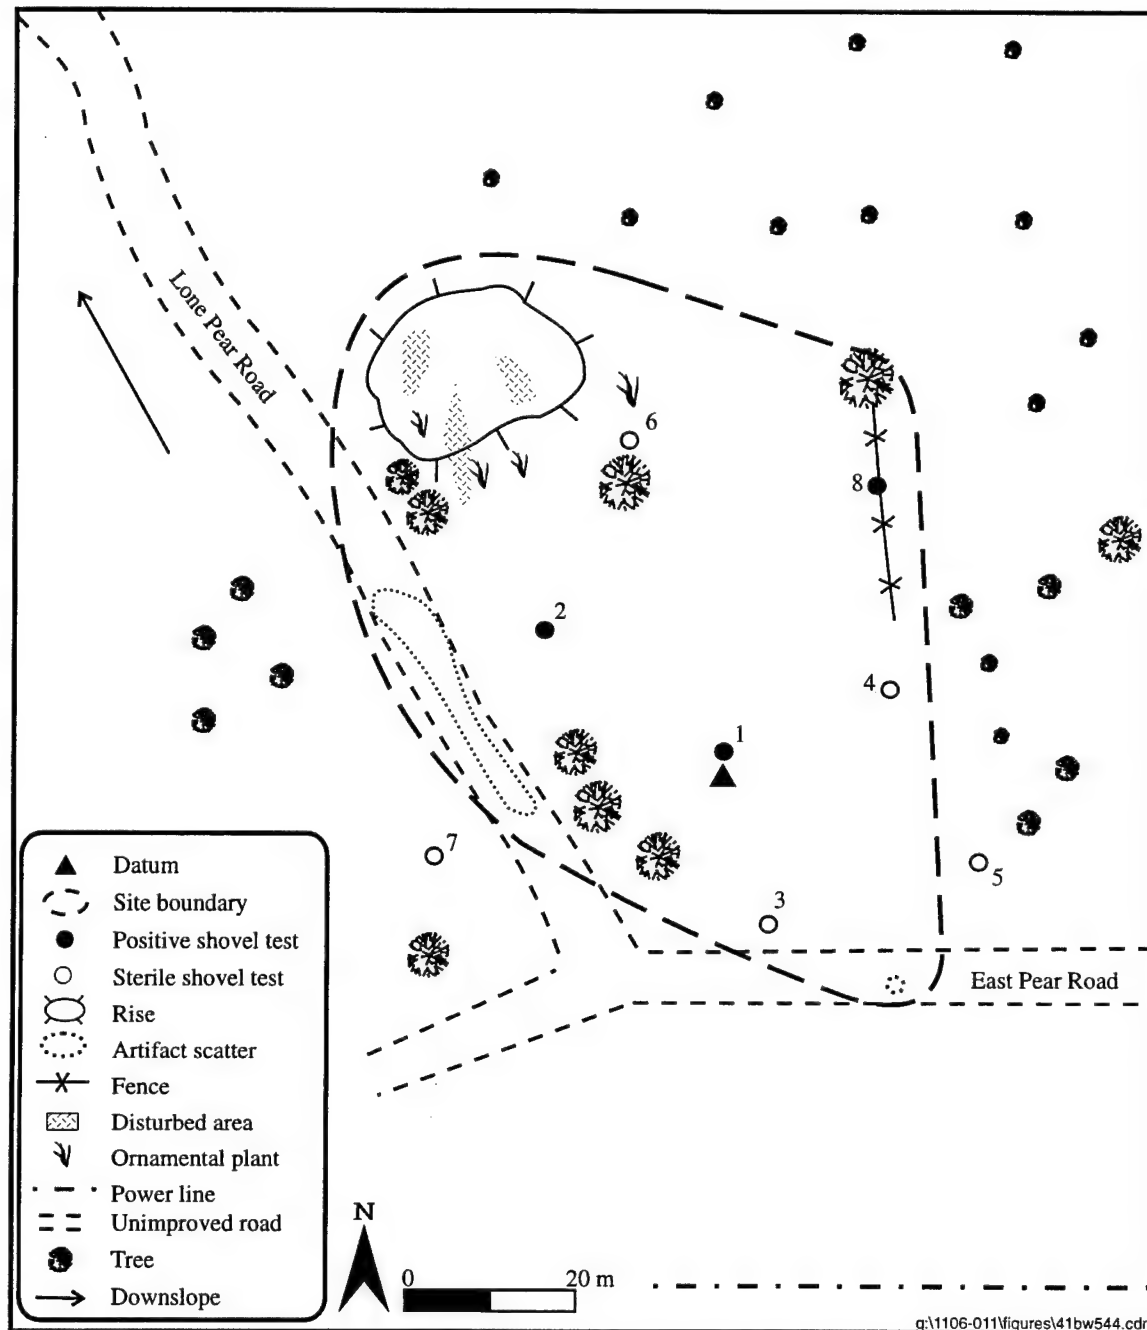 Lone Pear Road
6
8
2
4
1
7
5
3
East Pear Road
Datum
Site boundary
Positive shovel test
Sterile shovel test
Rise
Artifact scatter
Fence
Disturbed area
Ornamental plant
Power line
Unimproved road
Tree
Downslope
N
0 20 m
g:\1106-011\figures\41bw544.cdr